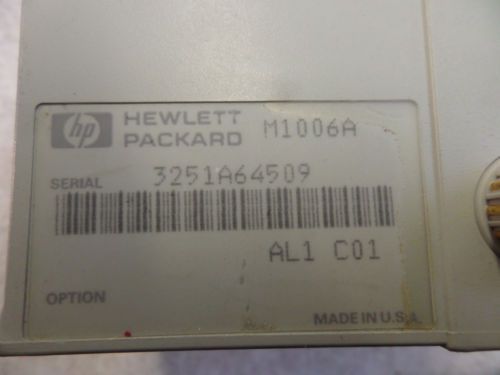 hp HEWLETT PACKARD M1006A
SERIAL 3251A64509
AL1 C01
OPTION
MADE IN U.S.A.